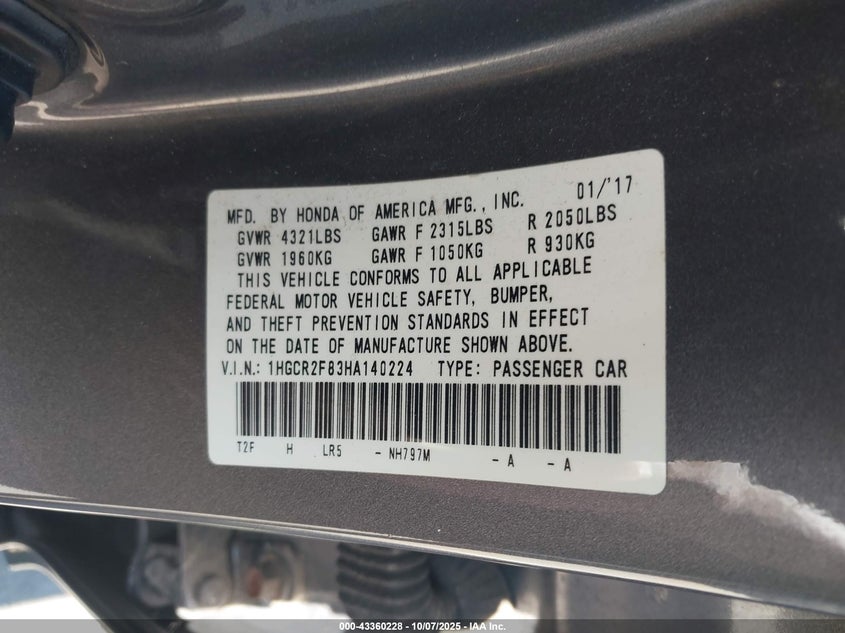 01/'17
MFD. BY HONDA OF AMERICA MFG., INC.
GVWR 4321LBS GAWR F 2315LBS R 2050LBS
GVWR 1960KG GAWR F 1050KG R 930KG
THIS VEHICLE CONFORMS TO ALL APPLICABLE
FEDERAL MOTOR VEHICLE SAFETY, BUMPER,
AND THEFT PREVENTION STANDARDS IN EFFECT
ON THE DATE OF MANUFACTURE SHOWN ABOVE.
V.I.N.: 1HGCR2F83HA140224 TYPE: PASSENGER CAR
T2F H LR5 - NH797M - A - A
000-43360228 - 10/07/2025 - IAA Inc.